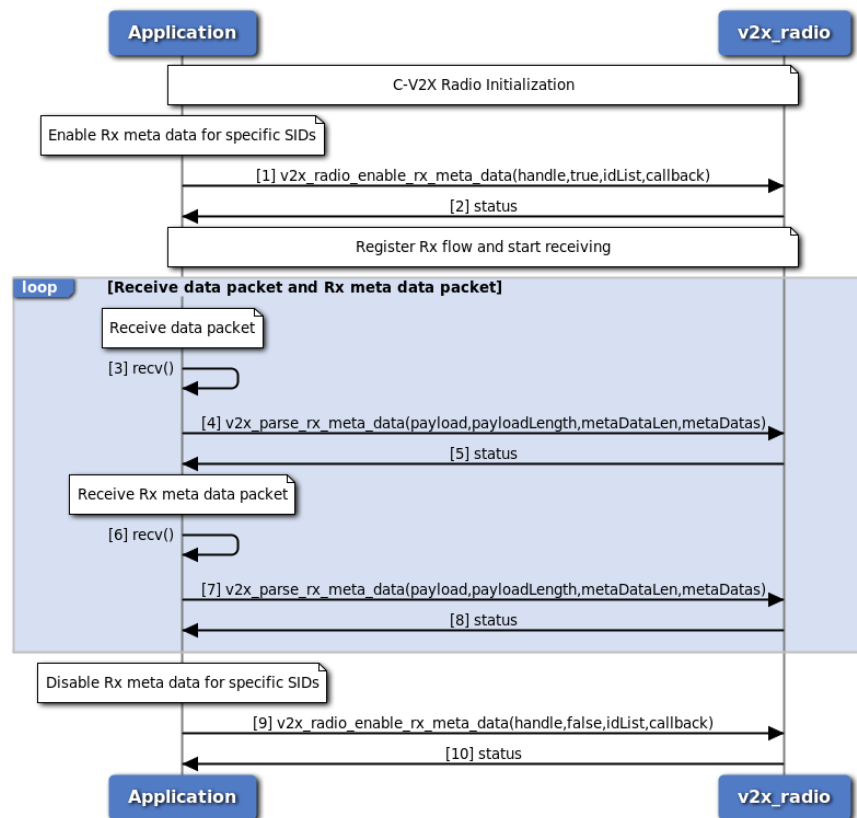 Application
v2x_radio
C-V2X Radio Initialization
Enable Rx meta data for specific SIDs
[1] v2x_radio_enable_rx_meta_data(handle,true,idList,callback)
[2] status
Register Rx flow and start receiving
loop
[Receive data packet and Rx meta data packet]
Receive data packet
[3] recv()
[4] v2x_parse_rx_meta_data(payload,payloadLength,metaDataLen,metaDatas)
[5] status
Receive Rx meta data packet
[6] recv()
[7] v2x_parse_rx_meta_data(payload,payloadLength,metaDataLen,metaDatas)
[8] status
Disable Rx meta data for specific SIDs
[9] v2x_radio_enable_rx_meta_data(handle,false,idList,callback)
[10] status
Application
v2x_radio